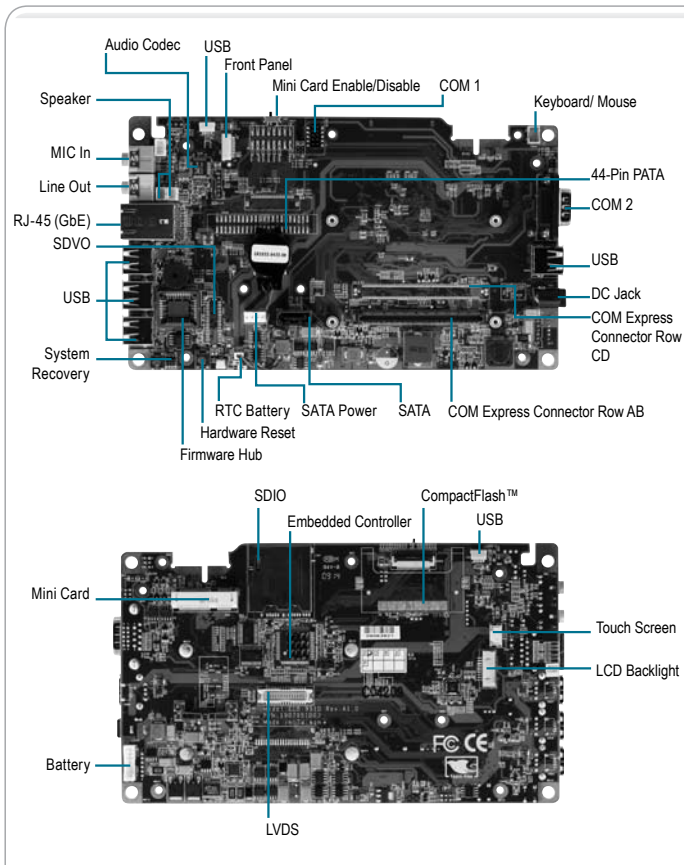 Audio Codec
USB
Front Panel
Mini Card Enable/Disable
COM 1
Keyboard/ Mouse
Speaker
MIC In
Line Out
RJ-45 (GbE)
SDVO
USB
System
Recovery
44-Pin PATA
COM 2
USB
DC Jack
COM Express
Connector Row
CD
RTC Battery
SATA Power
SATA
COM Express Connector Row AB
Hardware Reset
Firmware Hub
SDIO
CompactFlash™
Embedded Controller
USB
Mini Card
Touch Screen
LCD Backlight
Battery
LVDS
FC CE